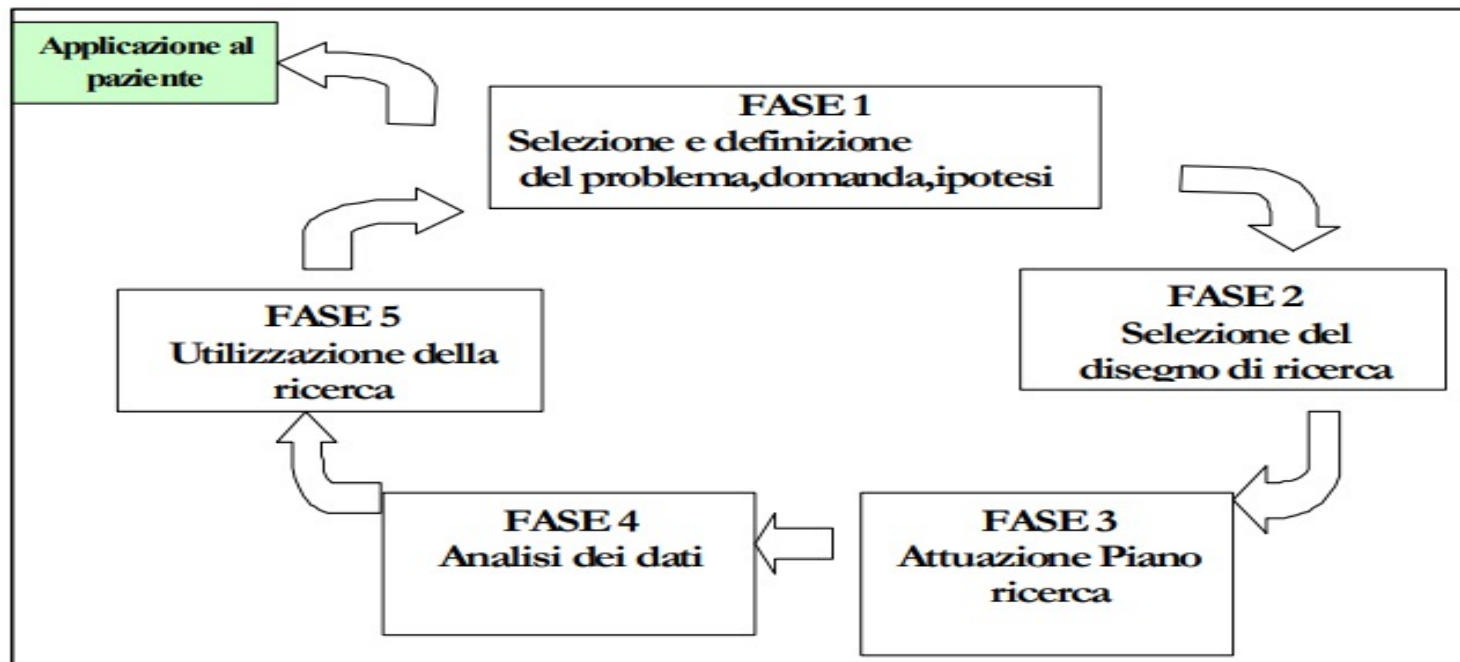 Applicazione al
paziente
FASE 1
Selezione e definizione
del problema,domanda,ipotesi
FASE 2
Selezione del
disegno di ricerca
FASE 3
Attuazione Piano
ricerca
FASE 4
Analisi dei dati
FASE 5
Utilizzazione della
ricerca